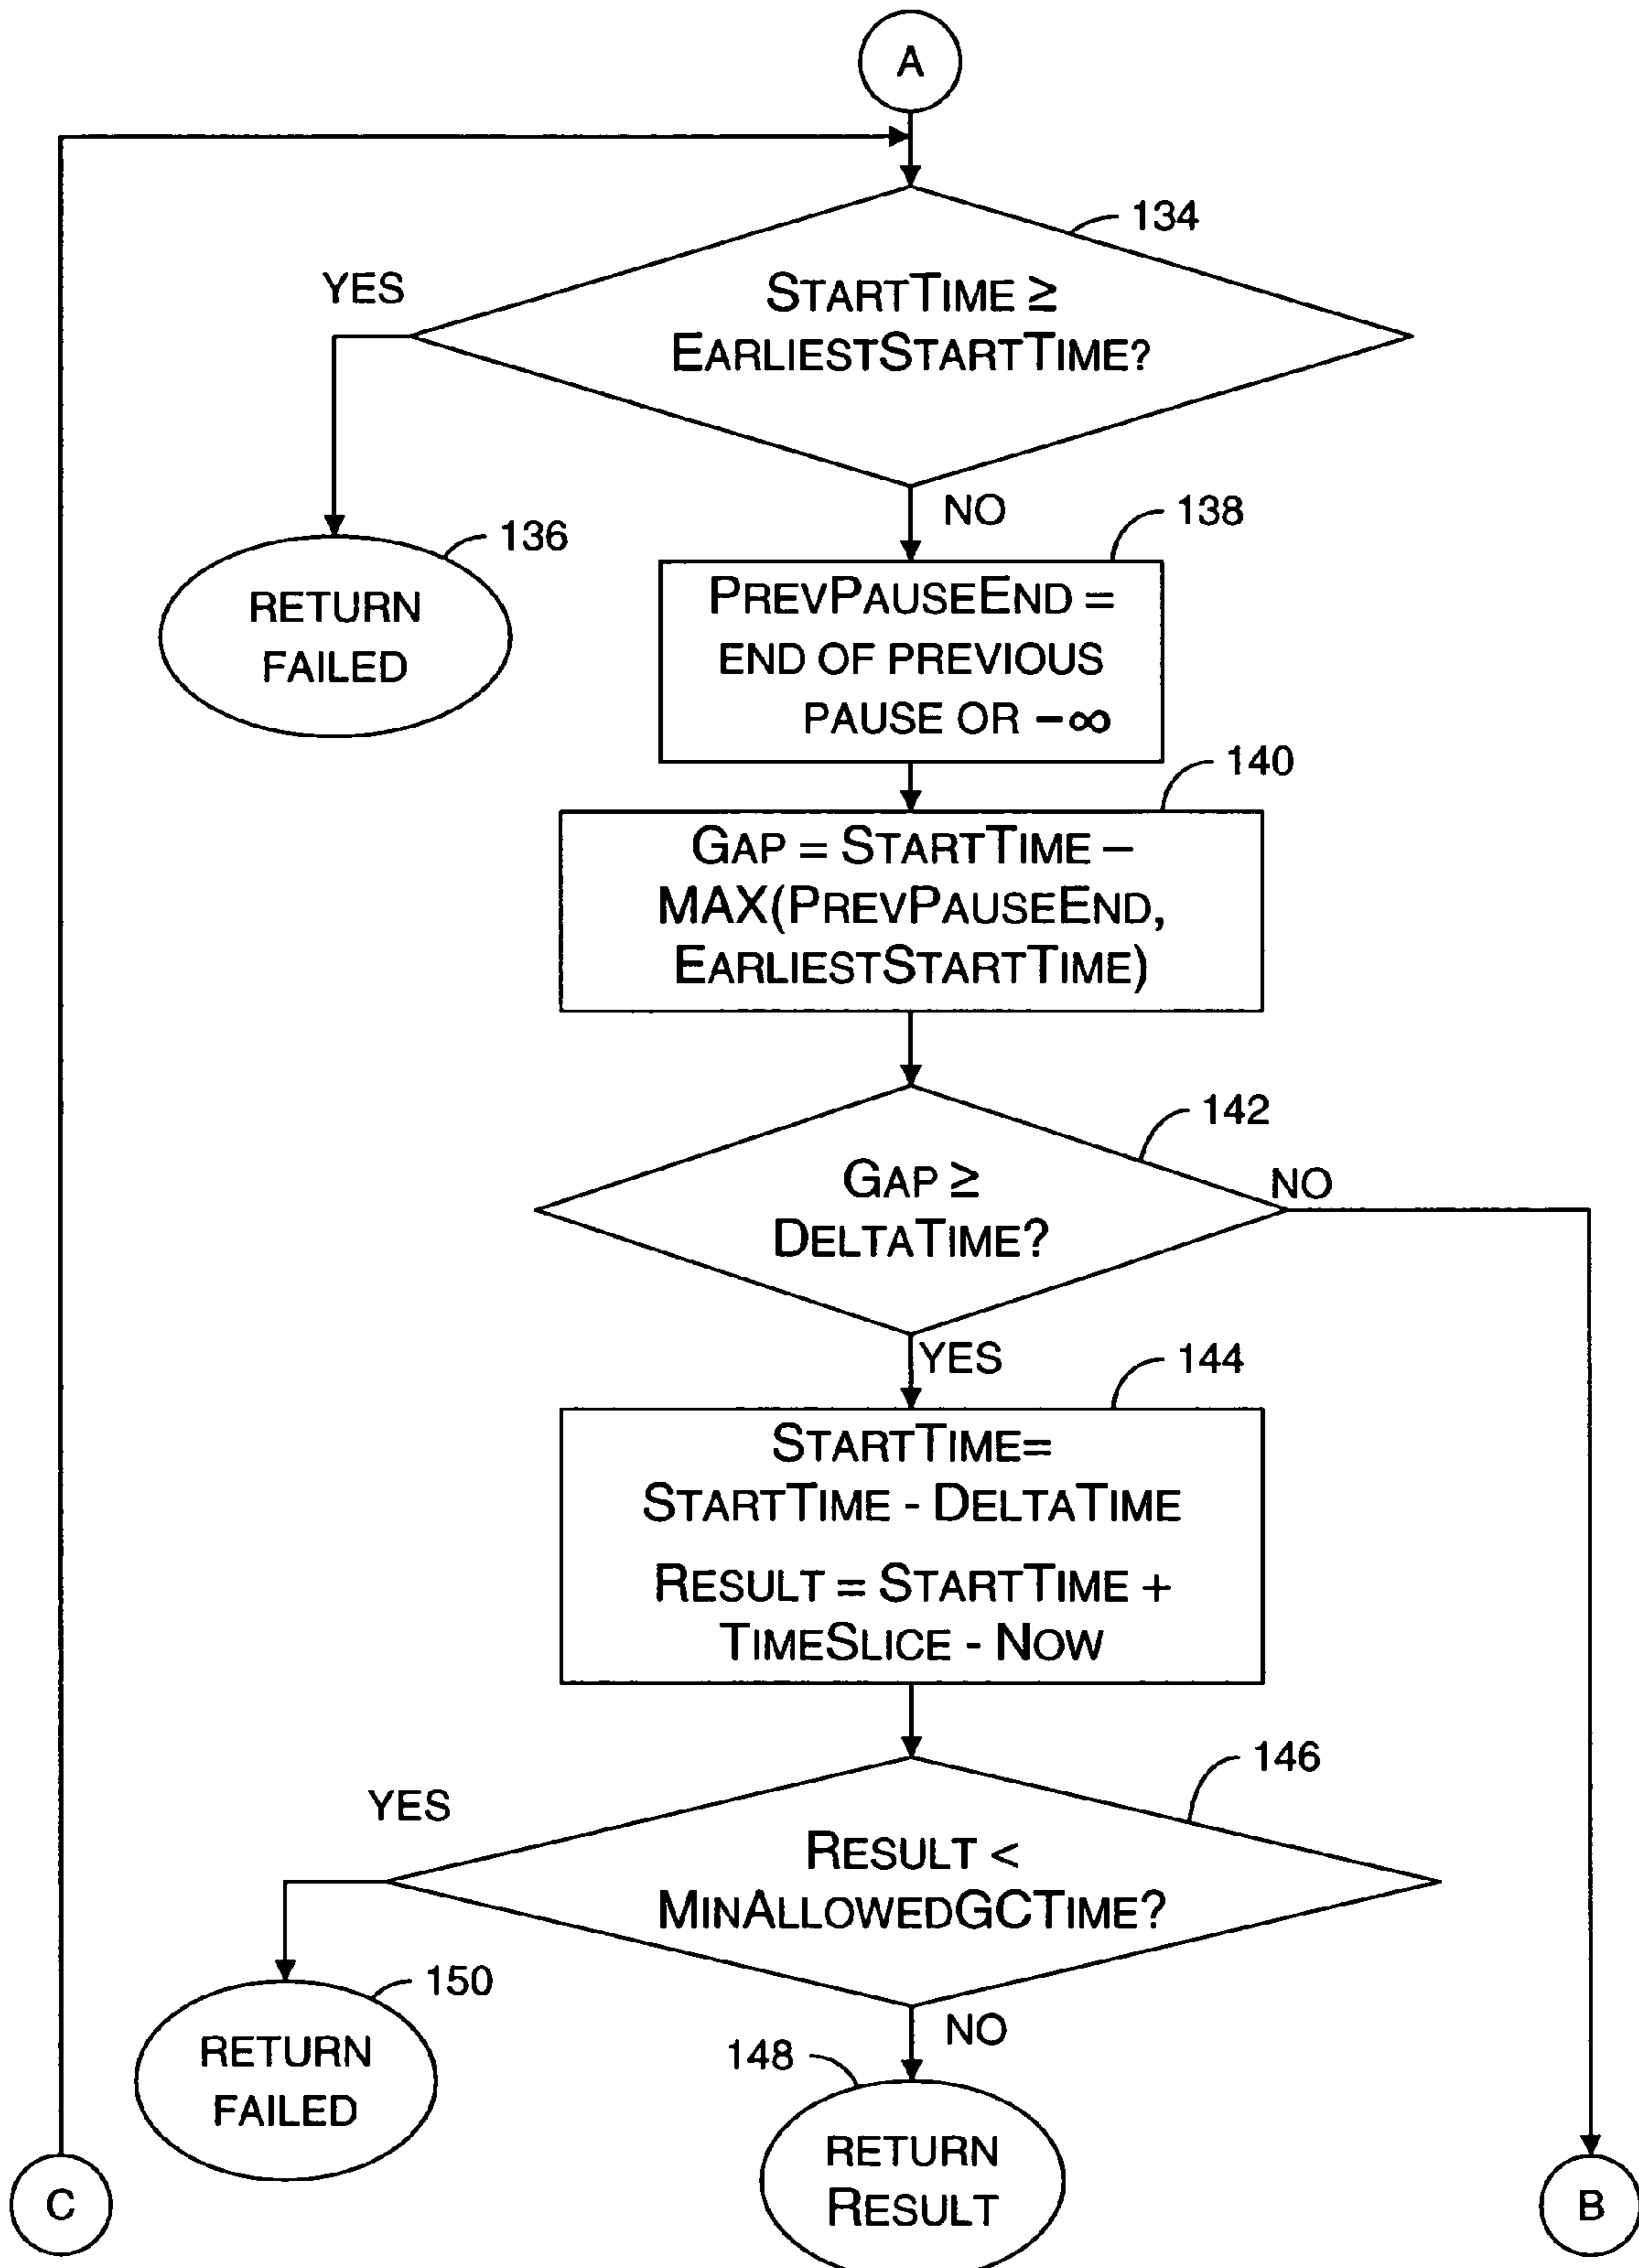 A
134
YES
STARTTIME ≥
EARLIESTSTARTTIME?
NO
138
136
RETURN
FAILED
PREVPAUSEEND =
END OF PREVIOUS
PAUSE OR −∞
140
GAP = STARTTIME –
MAX(PREVPAUSEEND,
EARLIESTSTARTTIME)
142
GAP ≥
DELTATIME?
NO
YES
144
STARTTIME=
STARTTIME - DELTATIME
RESULT = STARTTIME +
TIMESLICE - NOW
146
YES
RESULT <
MINALLOWEDGCTIME?
150
RETURN
FAILED
NO
148
RETURN
RESULT
C
B